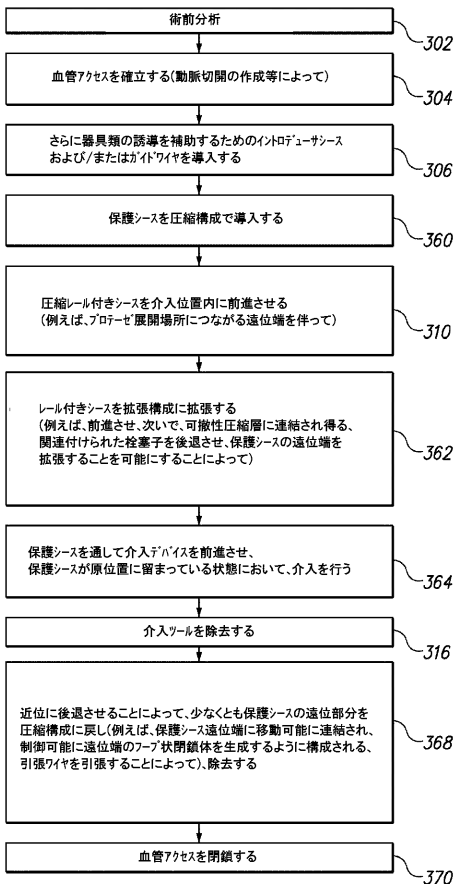 術前分析
302
血管アクセスを確立する(動脈切開の作成等によって)
304
さらに器具類の誘導を補助するためのイントロデューサシース
および/またはガイドワイヤを導入する
306
保護シースを圧縮構成で導入する
360
圧縮レール付きシースを介入位置内に前進させる
(例えば、プロテーゼ展開場所につながる遠位端を伴って)
310
レール付きシースを拡張構成に拡張する
(例えば、前進させ、次いで、可撤性圧縮層に連結され得る、
関連付けられた栓塞子を後退させ、保護シースの遠位端を
拡張することを可能にすることによって)
362
保護シースを通して介入デバイスを前進させ、
保護シースが原位置に留まっている状態において、介入を行う
364
介入ツールを除去する
316
近位に後退させることによって、少なくとも保護シースの遠位部分を
圧縮構成に戻し(例えば、保護シース遠位端に移動可能に連結され、
制御可能に遠位端のフープ状閉鎖体を生成するように構成される、
引張ワイヤを引張することによって)、除去する
368
血管アクセスを閉鎖する
370